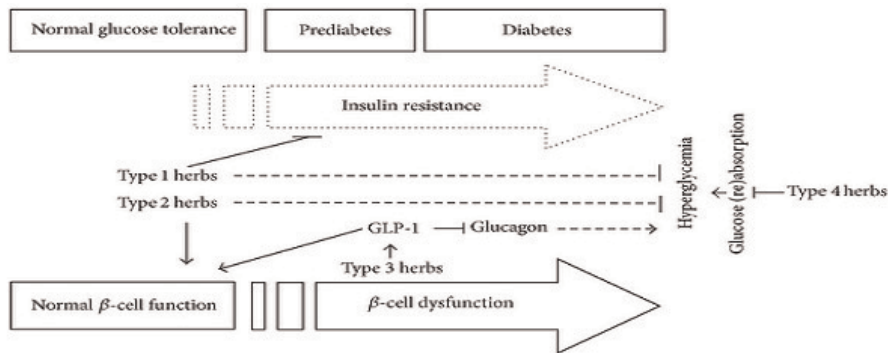 Normal glucose tolerance
Prediabetes
Diabetes
Insulin resistance
Type 1 herbs
Type 2 herbs
GLP-1
Glucagon
Type 3 herbs
Hyperglycemia
Glucose (re)absorption
Type 4 herbs
Normal β-cell function
β-cell dysfunction